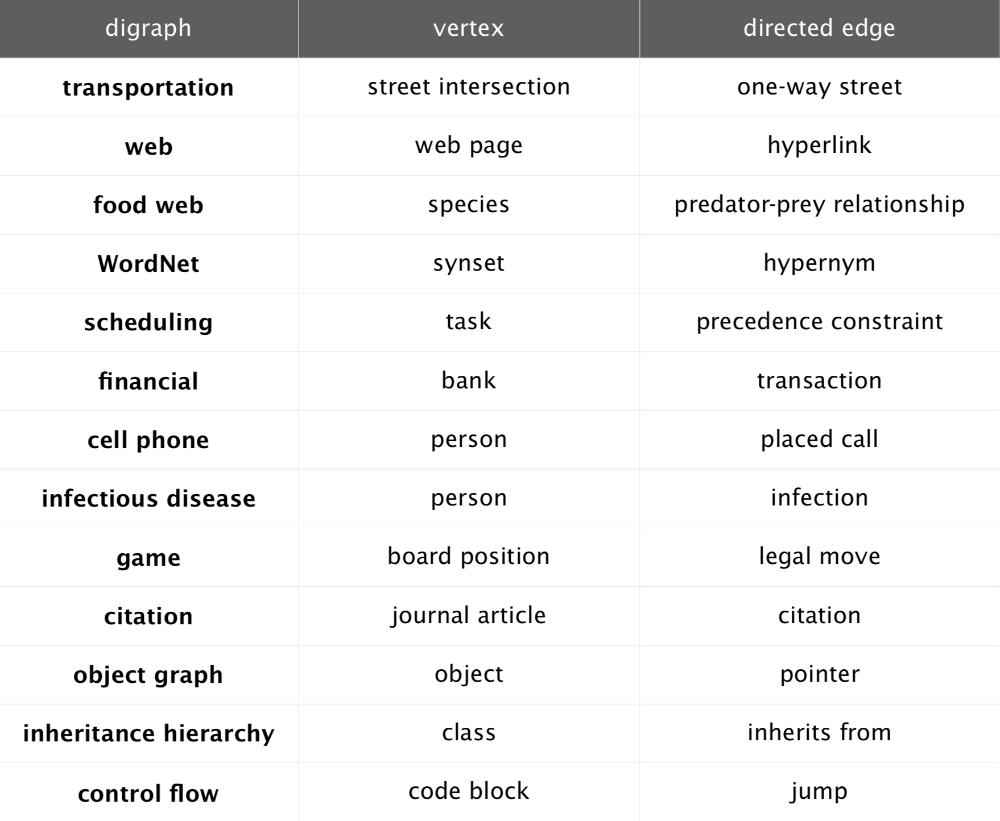 digraph vertex directed edge
transportation street intersection one-way street
web web page hyperlink
food web species predator-prey relationship
WordNet synset hypernym
scheduling task precedence constraint
financial bank transaction
cell phone person placed call
infectious disease person infection
game board position legal move
citation journal article citation
object graph object pointer
inheritance hierarchy class inherits from
control flow code block jump